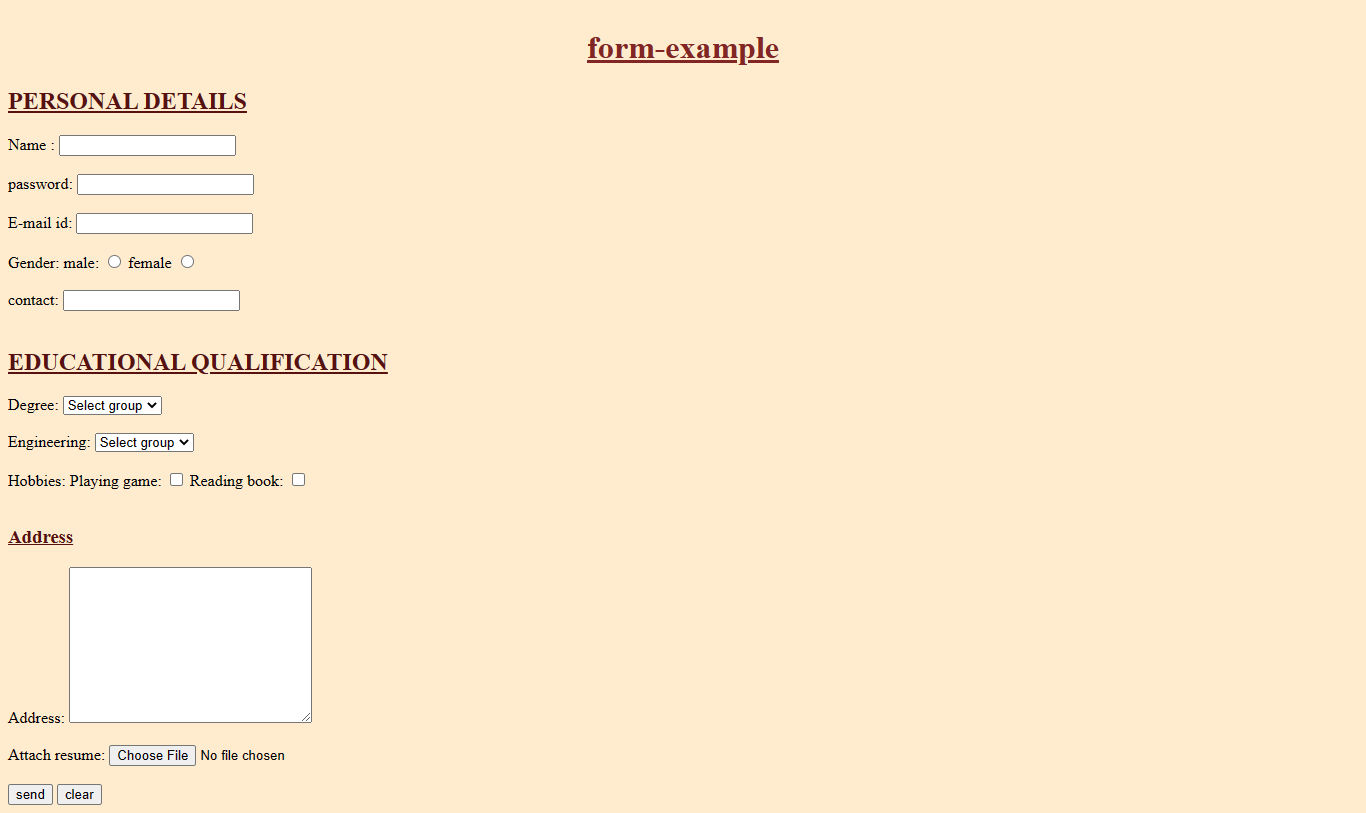 form-example
PERSONAL DETAILS
Name :
password:
E-mail id:
Gender: male: female
contact:
EDUCATIONAL QUALIFICATION
Degree: Select group
Engineering: Select group
Hobbies: Playing game: Reading book:
Address
Address:
Attach resume: Choose File No file chosen
send clear